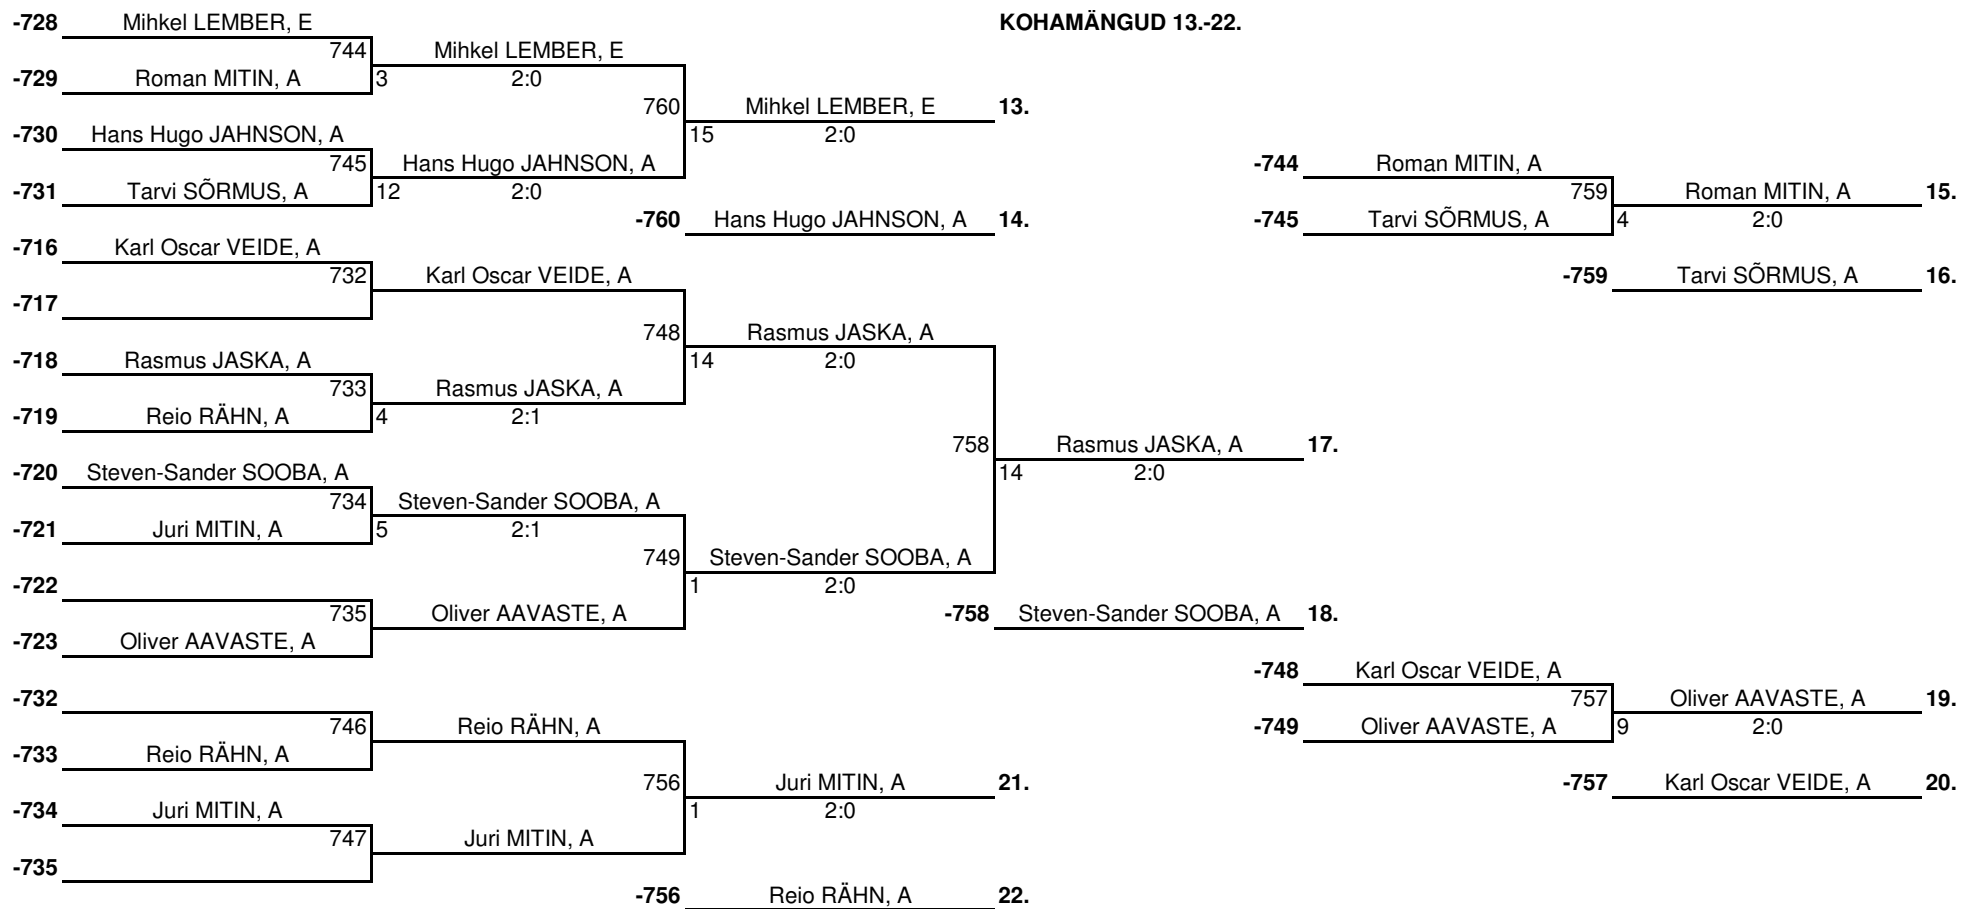 KOHAMÄNGUD 13.-22.
-728 Mihkel LEMBER, E
744 Mihkel LEMBER, E
-729 Roman MITIN, A 3 2:0
760 Mihkel LEMBER, E 13.
-730 Hans Hugo JAHNSON, A 15 2:0
745 Hans Hugo JAHNSON, A -744 Roman MITIN, A
-731 Tarvi SÕRMUS, A 12 2:0 759 Roman MITIN, A 15.
-760 Hans Hugo JAHNSON, A 14. -745 Tarvi SÕRMUS, A 4 2:0
-716 Karl Oscar VEIDE, A
732 Karl Oscar VEIDE, A -759 Tarvi SÕRMUS, A 16.
-717
748 Rasmus JASKA, A
-718 Rasmus JASKA, A 14 2:0
733 Rasmus JASKA, A
-719 Reio RÄHN, A 4 2:1
758 Rasmus JASKA, A 17.
-720 Steven-Sander SOOBA, A 14 2:0
734 Steven-Sander SOOBA, A
-721 Juri MITIN, A 5 2:1
749 Steven-Sander SOOBA, A
-722 1 2:0
735 Oliver AAVASTE, A -758 Steven-Sander SOOBA, A 18.
-723 Oliver AAVASTE, A
-748 Karl Oscar VEIDE, A
-732 757 Oliver AAVASTE, A 19.
746 Reio RÄHN, A -749 Oliver AAVASTE, A 9 2:0
-733 Reio RÄHN, A
756 Juri MITIN, A 21. -757 Karl Oscar VEIDE, A 20.
-734 Juri MITIN, A 1 2:0
747 Juri MITIN, A
-735
-756 Reio RÄHN, A 22.